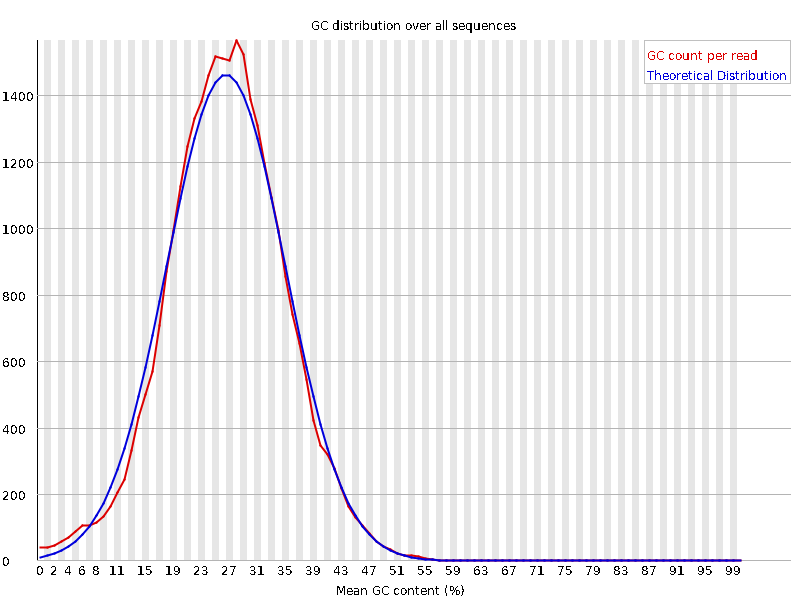 GC distribution over all sequences
GC count per read
Theoretical Distribution
1400
1200
1000
800
600
400
200
0
0 2 4 6 8 11 15 19 23 27 31 35 39 43 47 51 55 59 63 67 71 75 79 83 87 91 95 99
Mean GC content (%)